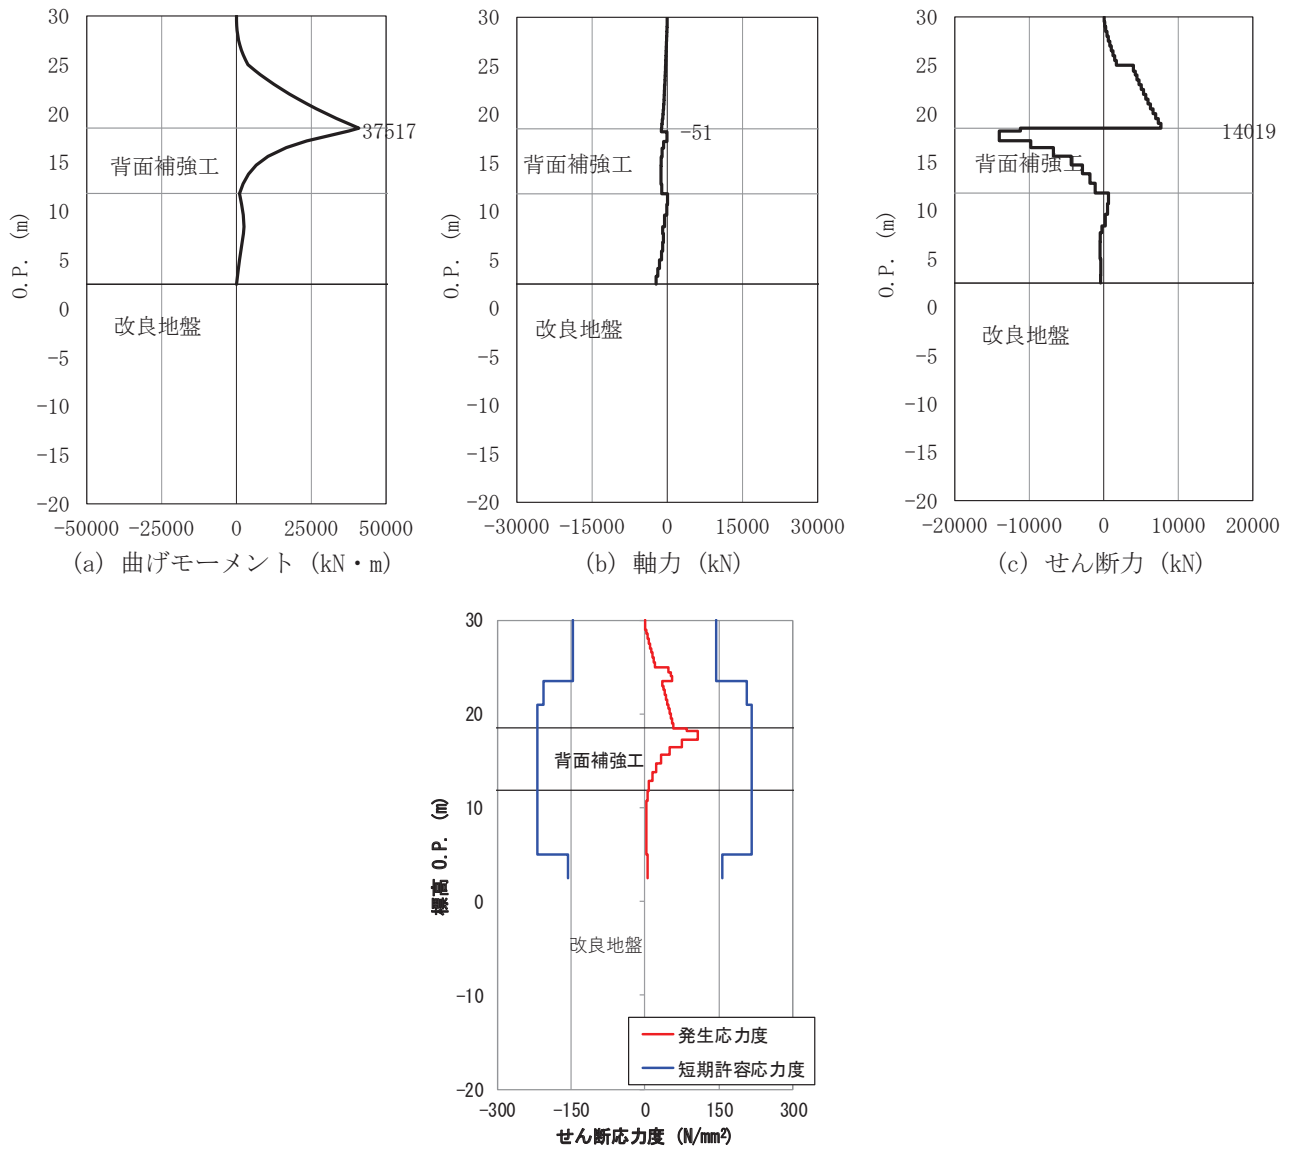 30
25
20
15
10
5
0
-5
-10
-15
-20
O.P. (m)
37517
背面補強工
改良地盤
-50000 -25000 0 25000 50000
(a) 曲げモーメント (kN・m)
30
25
20
15
10
5
0
-5
-10
-15
-20
O.P. (m)
-51
背面補強工
改良地盤
-30000 -15000 0 15000 30000
(b) 軸力 (kN)
30
25
20
15
10
5
0
-5
-10
-15
-20
O.P. (m)
14019
背面補強工
改良地盤
-20000 -10000 0 10000 20000
(c) せん断力 (kN)
30
20
10
0
-10
-20
標高 O.P. (m)
背面補強工
改良地盤
発生応力度
短期許容応力度
-300 -150 0 150 300
せん断応力度 (N/mm²)